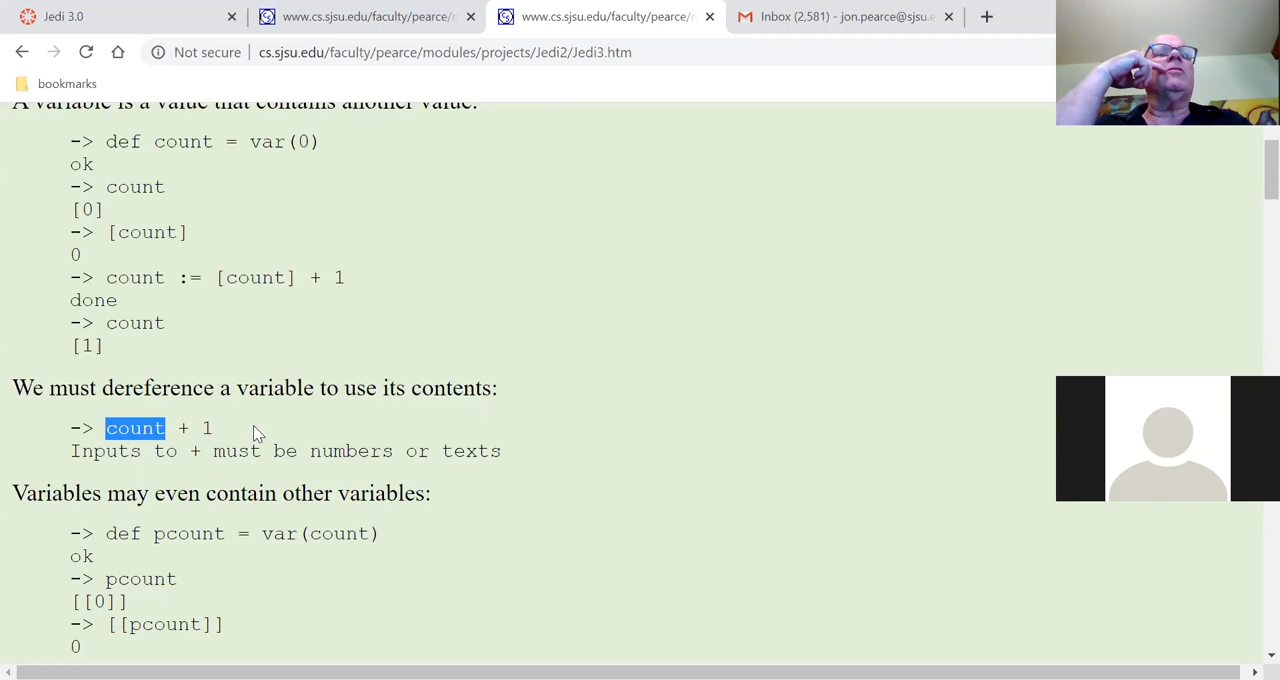 Jedi 3.0
www.cs.sjsu.edu/faculty/pearce/m
www.cs.sjsu.edu/faculty/pearce/m
Inbox (2,581) - jon.pearce@sjsu.e
Not secure
cs.sjsu.edu/faculty/pearce/modules/projects/Jedi2/Jedi3.htm
bookmarks
A variable is a value that contains another value.
-> def count = var(0)
ok
-> count
[0]
-> [count]
0
-> count := [count] + 1
done
-> count
[1]
We must dereference a variable to use its contents:
-> count + 1
Inputs to + must be numbers or texts
Variables may even contain other variables:
-> def pcount = var(count)
ok
-> pcount
[[0]]
-> [[pcount]]
0